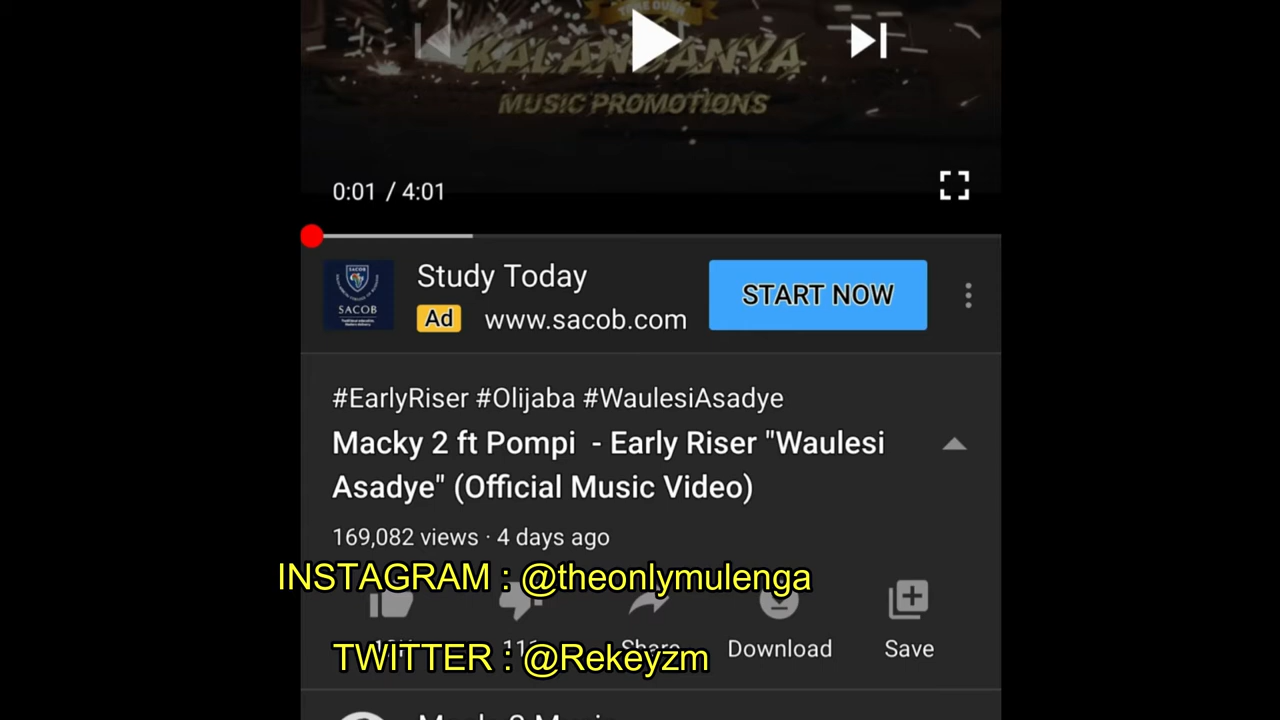 KALANDANYA
MUSIC PROMOTIONS
0:01 / 4:01
SACOB
Study Today
START NOW
Ad www.sacob.com
#EarlyRiser #Olijaba #WaulesiAsadye
Macky 2 ft Pompi - Early Riser "Waulesi
Asadye" (Official Music Video)
169,082 views · 4 days ago
INSTAGRAM : @theonlymulenga
Share
Download
Save
TWITTER : @Rekeyzm